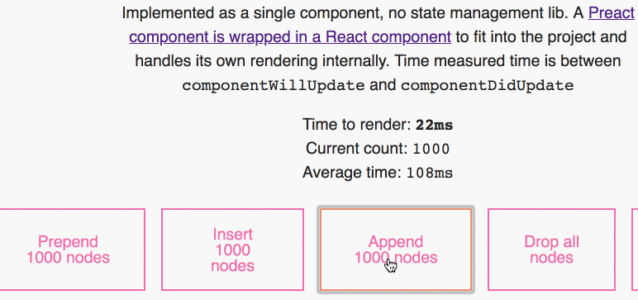 Implemented as a single component, no state management lib. A Preact
component is wrapped in a React component to fit into the project and
handles its own rendering internally. Time measured time is between
componentWillUpdate and componentDidUpdate
Time to render: 22ms
Current count: 1000
Average time: 108ms
Prepend
1000 nodes
Insert
1000
nodes
Append
1000 nodes
Drop all
nodes